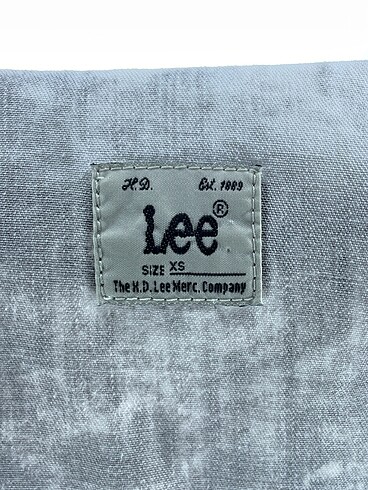 H.D. Est. 1889
Lee®
SIZE XS
The H.D. Lee Merc. Company